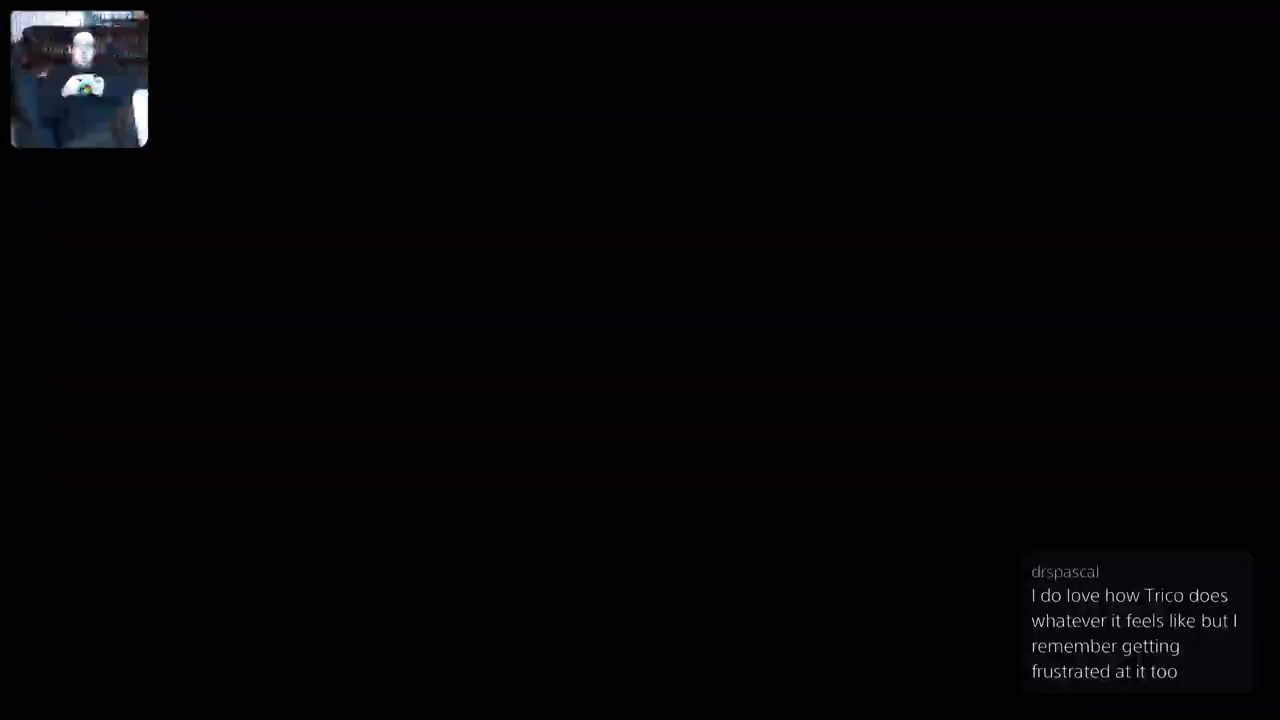 drspascal
I do love how Trico does
whatever it feels like but I
remember getting
frustrated at it too